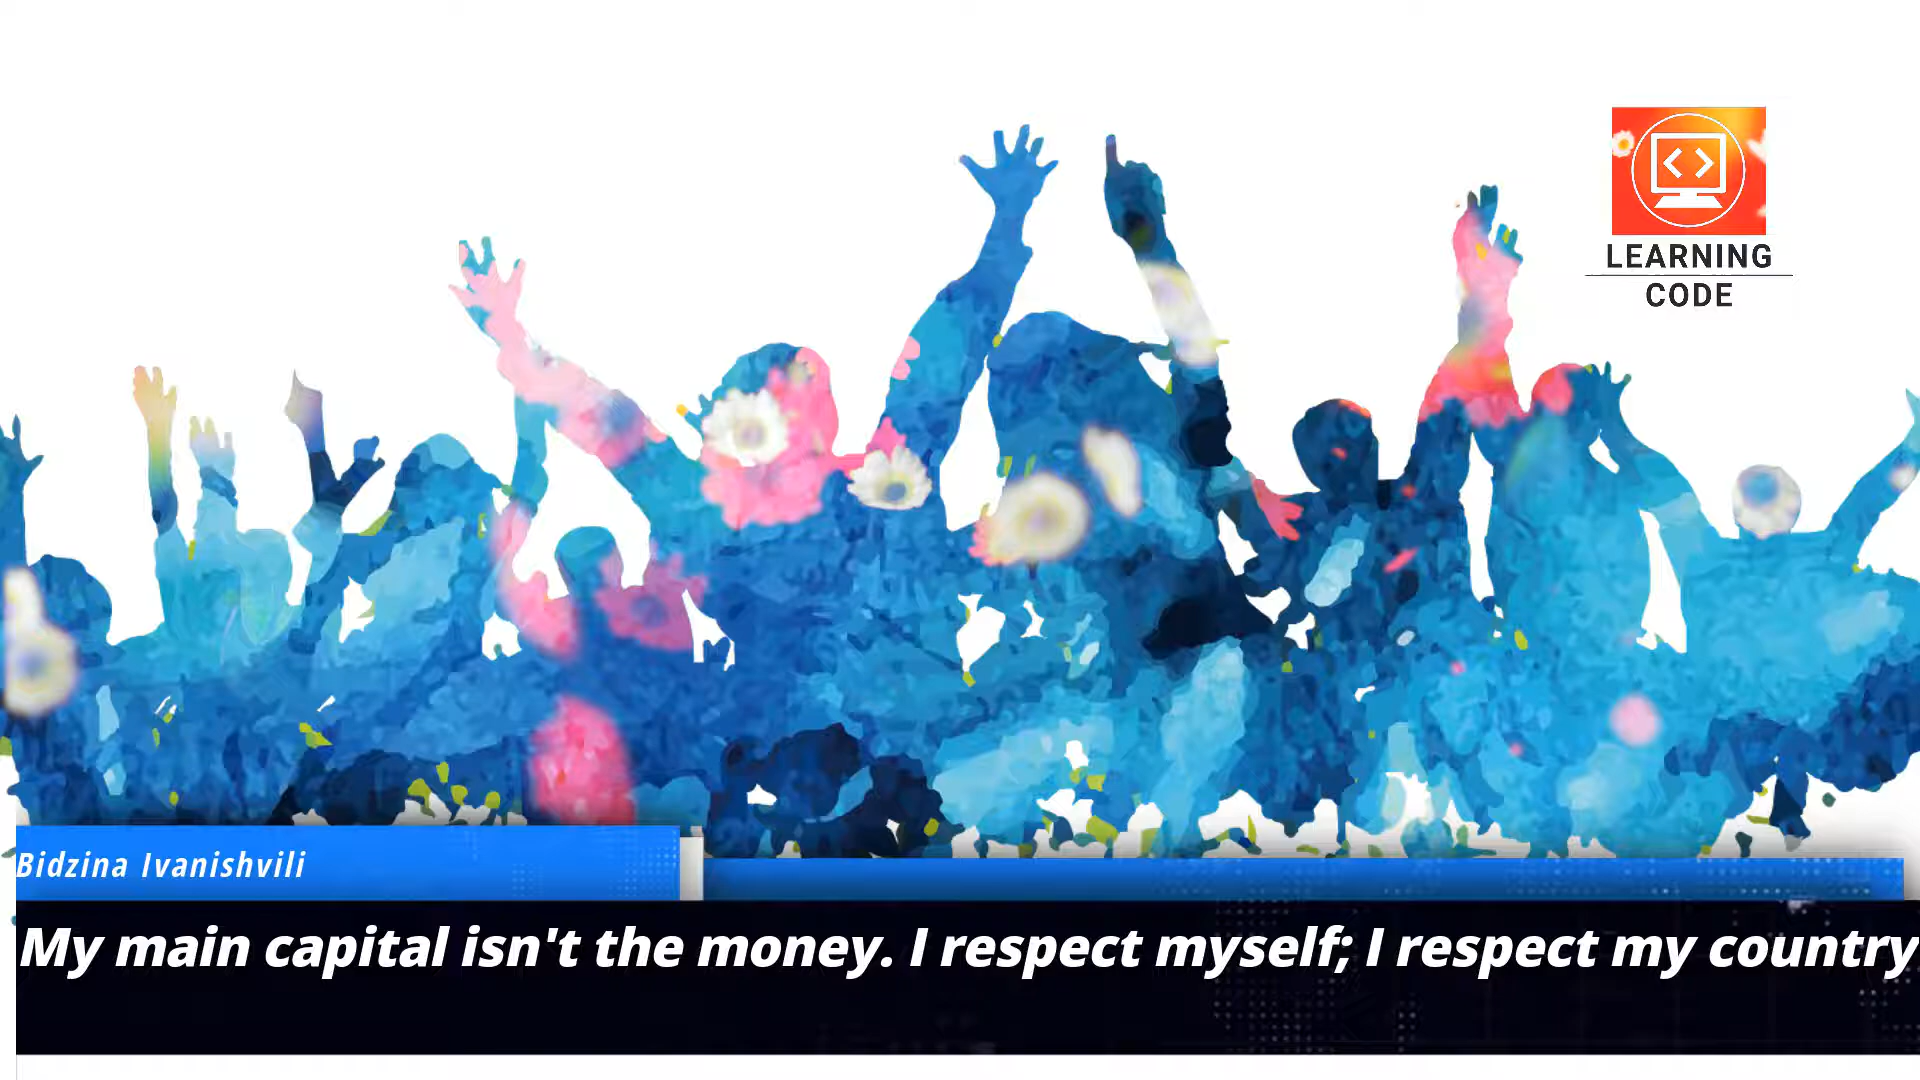 LEARNING
CODE
Bidzina Ivanishvili
My main capital isn't the money. I respect myself; I respect my country